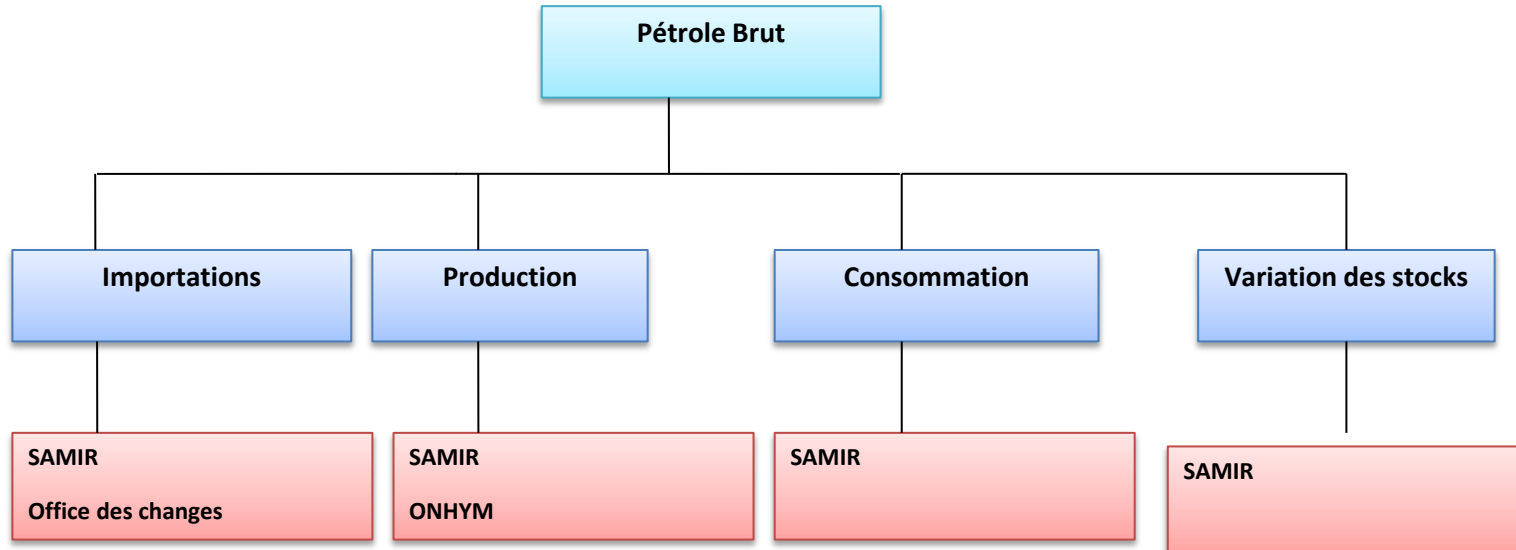 Pétrole Brut
Importations
Production
Consommation
Variation des stocks
SAMIR
Office des changes
SAMIR
ONHYM
SAMIR
SAMIR